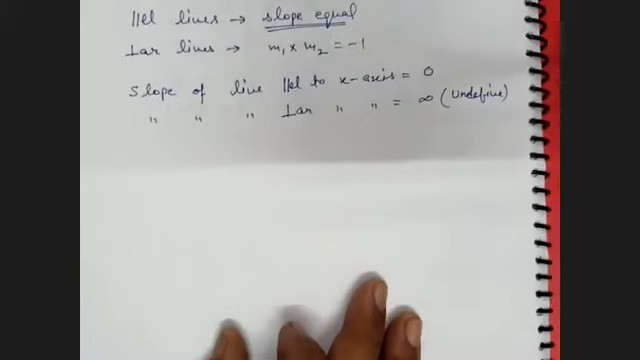 ||el lines → slope equal
⊥ar lines → m₁ × m₂ = -1
Slope of line ||el to x-axis = 0
" " " ⊥ar " " = ∞ (undefine)